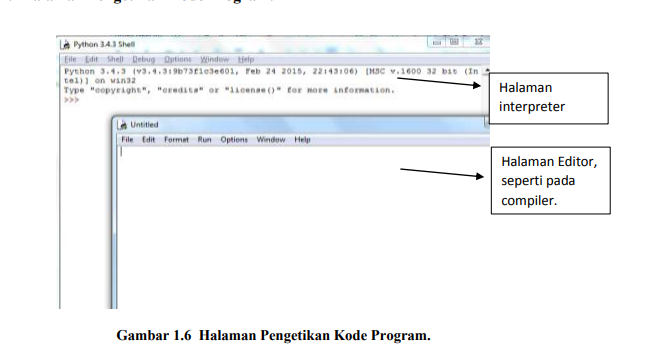 Python 3.4.3 Shell
File Edit Shell Debug Options Window Help
Python 3.4.3 (v3.4.3:9b73f1c3e601, Feb 24 2015, 22:43:06) [MSC v.1600 32 bit (In
tel)] on win32
Type "copyright", "credits" or "license()" for more information.
>>>
Halaman
interpreter
Untitled
File Edit Format Run Options Window Help
Halaman Editor,
seperti pada
compiler.
Gambar 1.6 Halaman Pengetikan Kode Program.